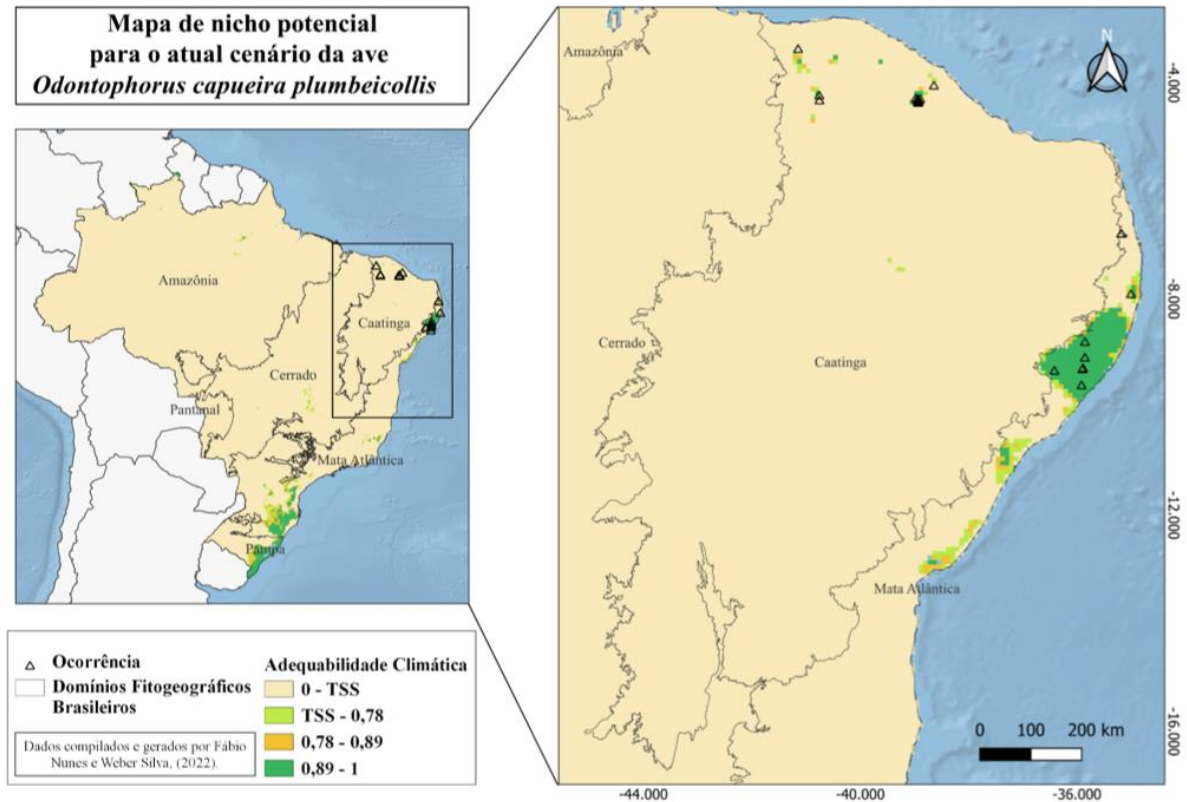 Mapa de nicho potencial
para o atual cenário da ave
Odontophorus capueira plumbeicollis
Amazônia
Caatinga
Cerrado
Pantanal
Mata Atlântica
Pampa
Ocorrência
Domínios Fitogeográficos
Brasileiros
Dados compilados e gerados por Fábio
Nunes e Weber Silva, (2022).
Adequabilidade Climática
0 - TSS
TSS - 0,78
0,78 - 0,89
0,89 - 1
Amazônia
N
Cerrado
Caatinga
Mata Atlântica
0 100 200 km
-4.000
-8.000
-12.000
-16.000
-44.000 -40.000 -36.000